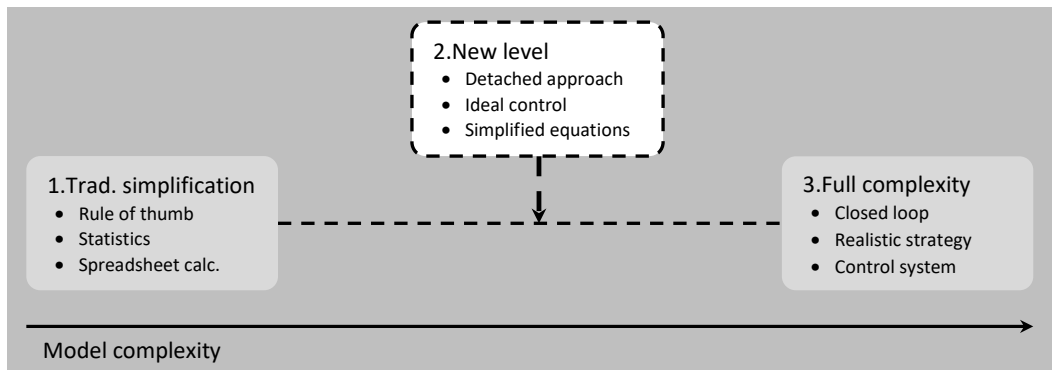 2.New level
• Detached approach
• Ideal control
• Simplified equations
1.Trad. simplification
• Rule of thumb
• Statistics
• Spreadsheet calc.
3.Full complexity
• Closed loop
• Realistic strategy
• Control system
Model complexity